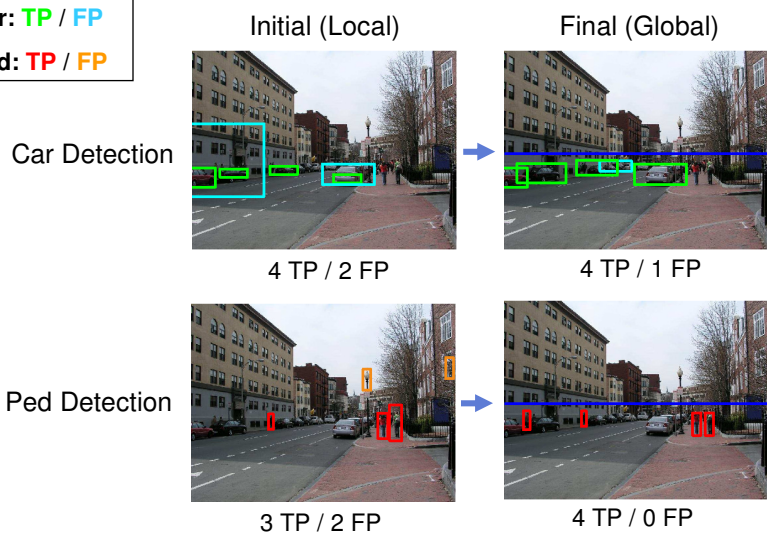 r: TP / FP
d: TP / FP
Initial (Local)
Final (Global)
Car Detection
4 TP / 2 FP
4 TP / 1 FP
Ped Detection
3 TP / 2 FP
4 TP / 0 FP